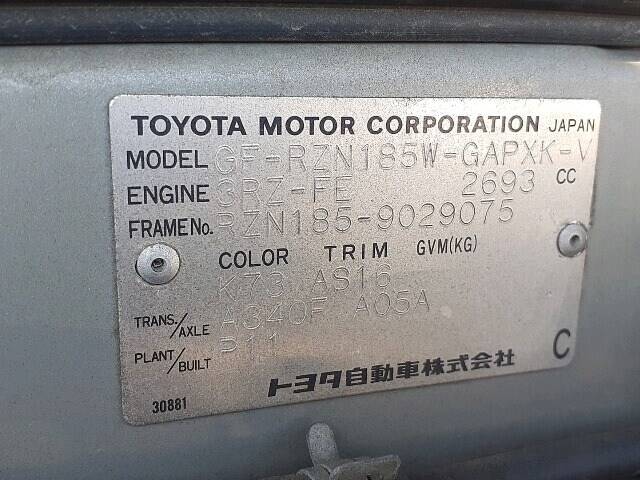 TOYOTA MOTOR CORPORATION JAPAN
MODEL GF-RZN185W-GAPXK-V
ENGINE 3RZ-FE 2693 CC
FRAME No. RZN185-9029075
COLOR TRIM GVM(KG)
K73 AS16
TRANS./AXLE A340F A05A
PLANT/BUILT P11
トヨタ自動車株式会社 C
30881